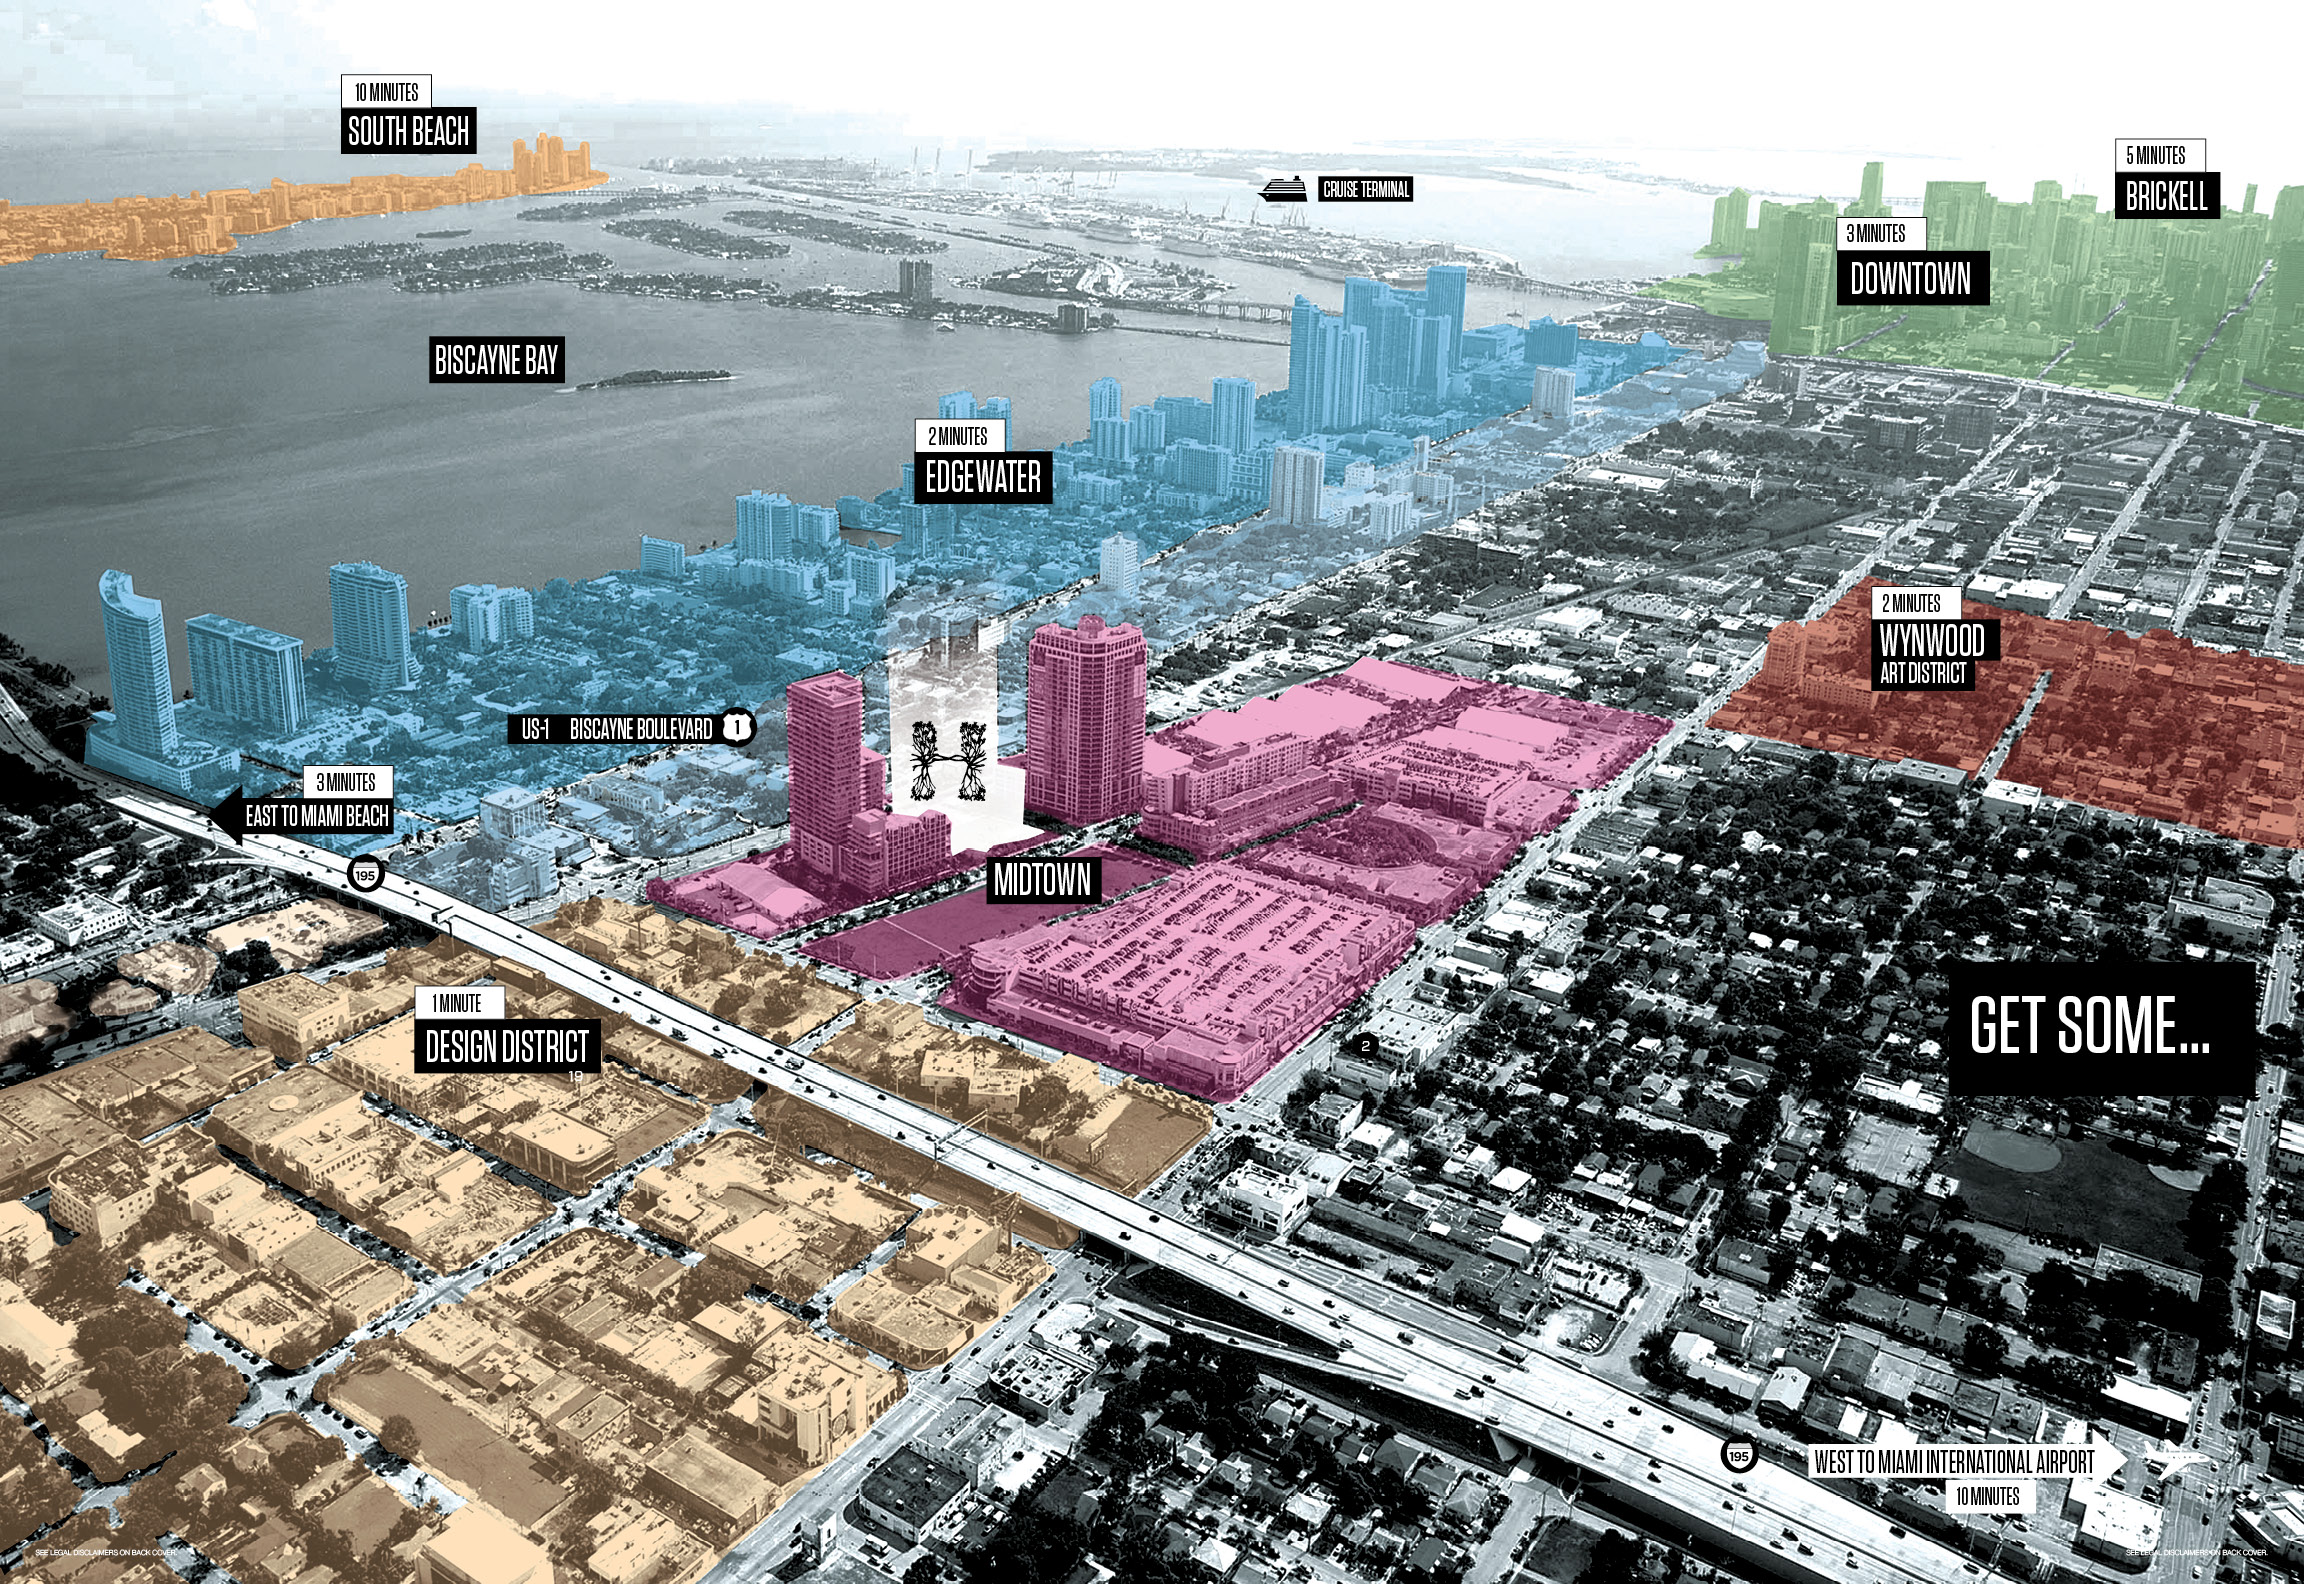 10 MINUTES
SOUTH BEACH
5 MINUTES
BRICKELL
CRUISE TERMINAL
3 MINUTES
DOWNTOWN
BISCAYNE BAY
2 MINUTES
EDGEWATER
2 MINUTES
WYNWOOD
ART DISTRICT
US-1 BISCAYNE BOULEVARD 1
3 MINUTES
EAST TO MIAMI BEACH
195
MIDTOWN
1 MINUTE
DESIGN DISTRICT
19
2
GET SOME...
195
WEST TO MIAMI INTERNATIONAL AIRPORT
10 MINUTES
SEE LEGAL DISCLAIMERS ON BACK COVER.
SEE LEGAL DISCLAIMERS ON BACK COVER.